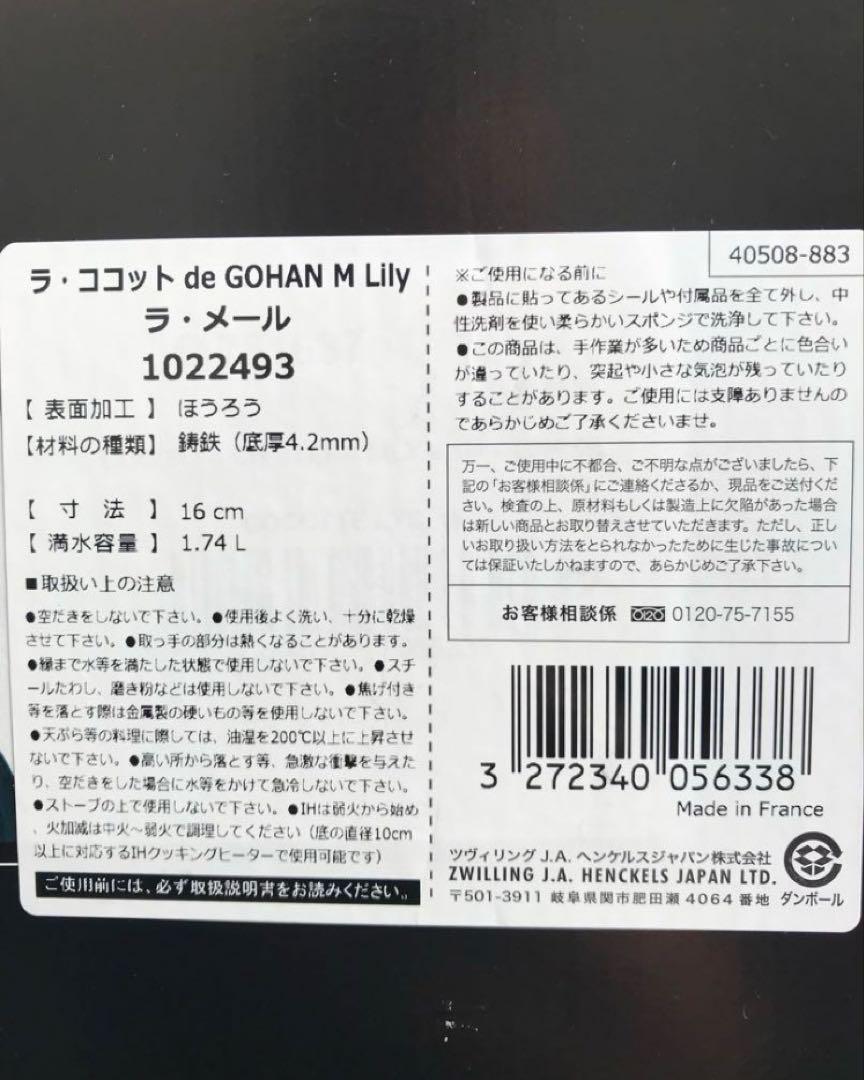 ラ・ココット de GOHAN M Lily
ラ・メール
1022493
【 表面加工 】 ほうろう
【材料の種類】 鋳鉄（底厚4.2mm）
【 寸 法 】 16 cm
【 満水容量 】 1.74 L
■取扱い上の注意
●空だきをしないで下さい。●使用後よく洗い、十分に乾燥
させて下さい。●取っ手の部分は熱くなることがあります。
●縁まで水等を満たした状態で使用しないで下さい。●スチ
ールたわし、磨き粉などは使用しないで下さい。●焦げ付き
等を落とす際は金属製の硬いもの等を使用しないで下さい。
●天ぷら等の料理に際しては、油温を200℃以上に上昇させ
ないで下さい。●高い所から落とす等、急激な衝撃を与えた
り、空だきをした場合に水等をかけて急冷しないで下さい。
●ストーブの上で使用しないで下さい。●IHは弱火から始め
、火加減は中火～弱火で調理してください（底の直径10cm
以上に対応するIHクッキングヒーターで使用可能です）
ご使用前には、必ず取扱説明書をお読みください。
40508-883
※ご使用になる前に
●製品に貼ってあるシールや付属品を全て外し、中
性洗剤を使い柔らかいスポンジで洗浄して下さい。
●この商品は、手作業が多いため商品ごとに色合い
が違っていたり、突起や小さな気泡が残っていたり
することがあります。ご使用には支障ありませんの
であらかじめご了承くださいませ。
万一、ご使用中に不都合、ご不明な点がございましたら、下
記の「お客様相談係」にご連絡くださるか、現品をご送付くだ
さい。検査の上、原材料もしくは製造上に欠陥があった場合
は新しい商品とお取り替えさせていただきます。ただし、正し
いお取り扱い方法をとられなかったために生じた事故につい
ては保証いたしかねますので、あらかじめご了承下さい。
お客様相談係 0120-75-7155
3 272340 056338
Made in France
ツヴィリング J.A. ヘンケルスジャパン株式会社
ZWILLING J.A. HENCKELS JAPAN LTD.
〒501-3911 岐阜県関市肥田瀬 4064 番地
ダンボール